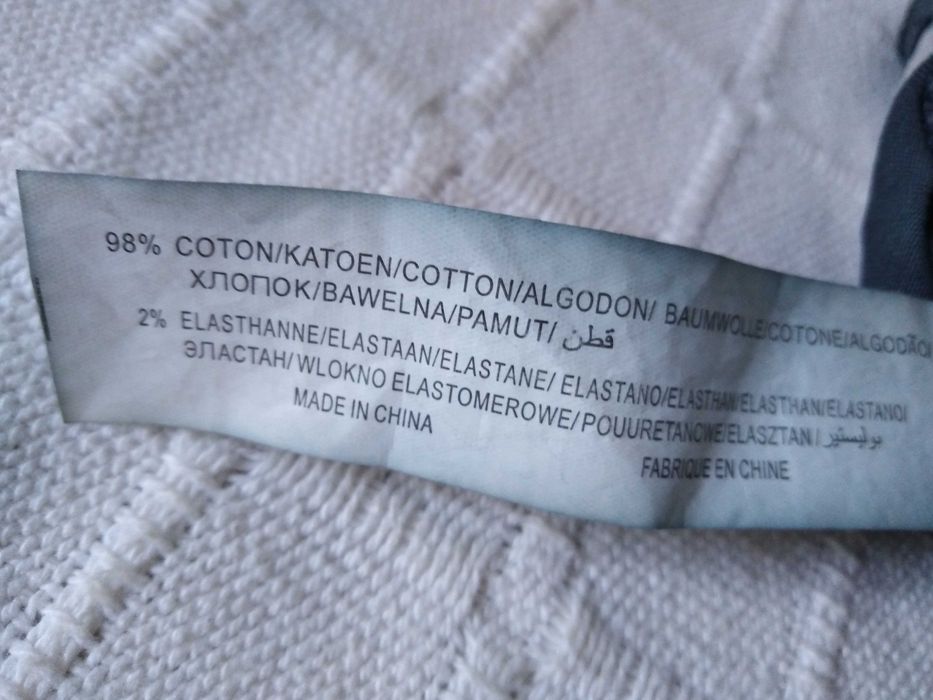 98% COTON/KATOEN/COTTON/ALGODON/ BAUMWOLLE/COTONE/ALGODÃO/
ХЛОПОК/BAWELNA/PAMUT/ قطن
2% ELASTHANNE/ELASTAAN/ELASTANE/ ELASTANO/ELASTHAN/ELASTHAN/ELASTANO/
ЭЛАСТАН/ WLOKNO ELASTOMEROWE/POUURETANOWE/ELASZTAN/ بوليستير
MADE IN CHINA
FABRIQUE EN CHINE